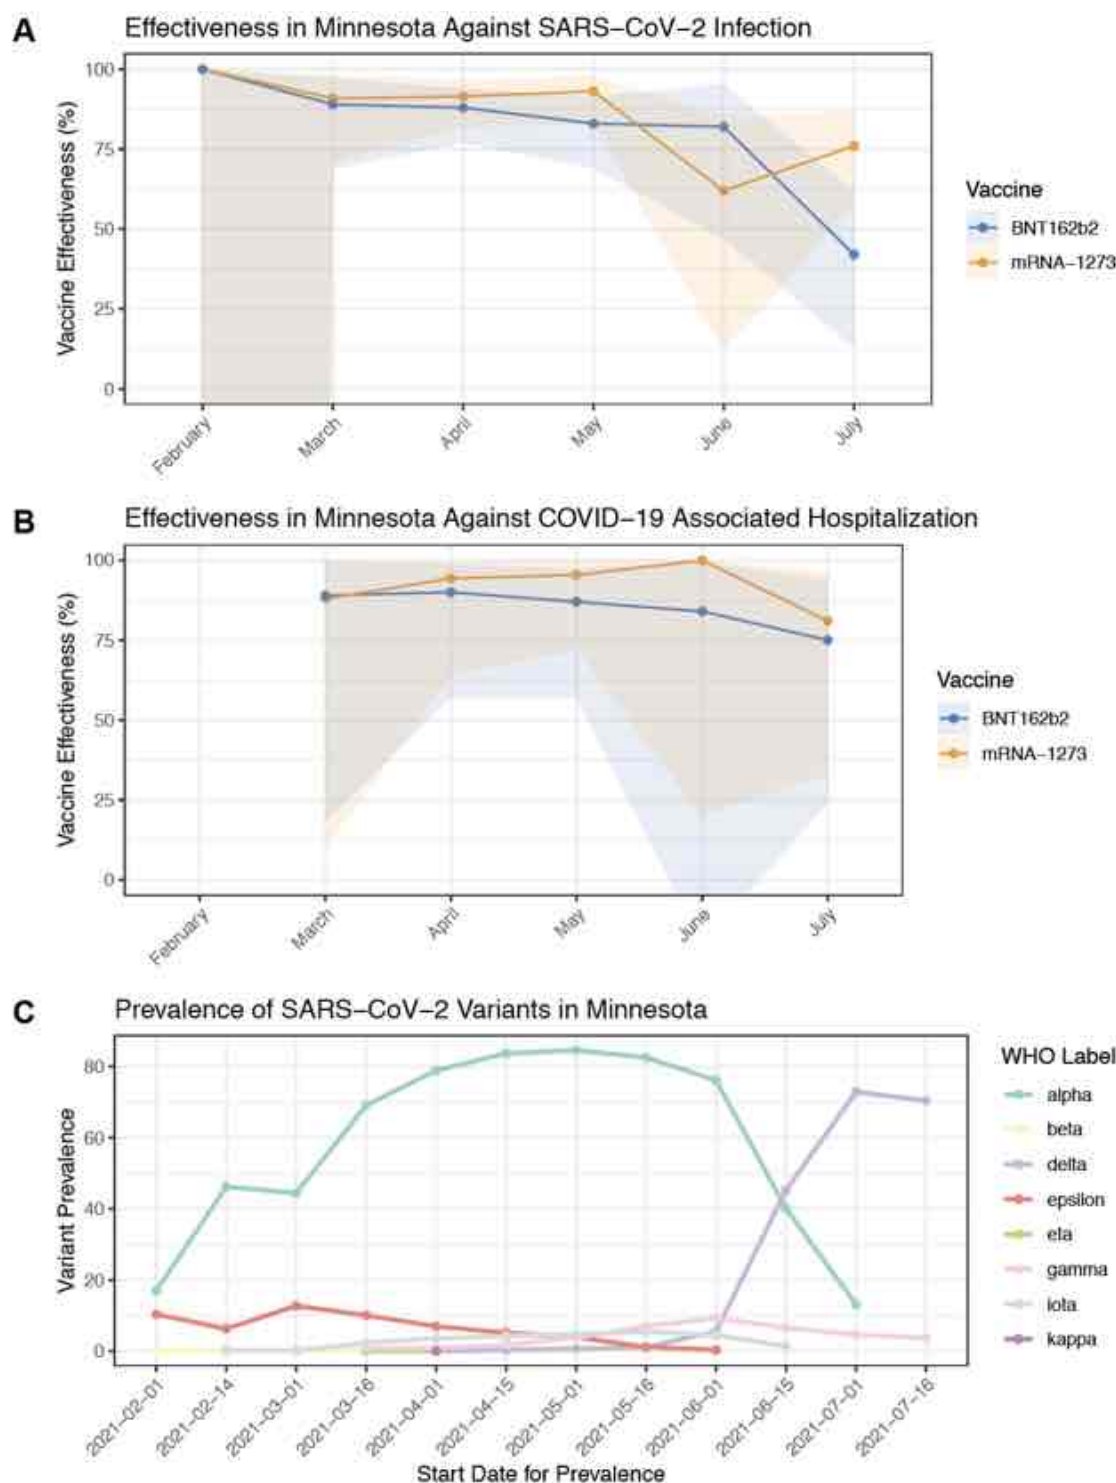 A
Effectiveness in Minnesota Against SARS−CoV−2 Infection
Vaccine Effectiveness (%)
100
75
50
25
0
February
March
April
May
June
July
Vaccine
BNT162b2
mRNA−1273
B
Effectiveness in Minnesota Against COVID−19 Associated Hospitalization
Vaccine Effectiveness (%)
100
75
50
25
0
February
March
April
May
June
July
Vaccine
BNT162b2
mRNA−1273
C
Prevalence of SARS−CoV−2 Variants in Minnesota
Variant Prevalence
80
60
40
20
0
2021−02−01
2021−02−14
2021−03−01
2021−03−16
2021−04−01
2021−04−15
2021−05−01
2021−05−16
2021−06−01
2021−06−15
2021−07−01
2021−07−16
Start Date for Prevalence
WHO Label
alpha
beta
delta
epsilon
eta
gamma
iota
kappa